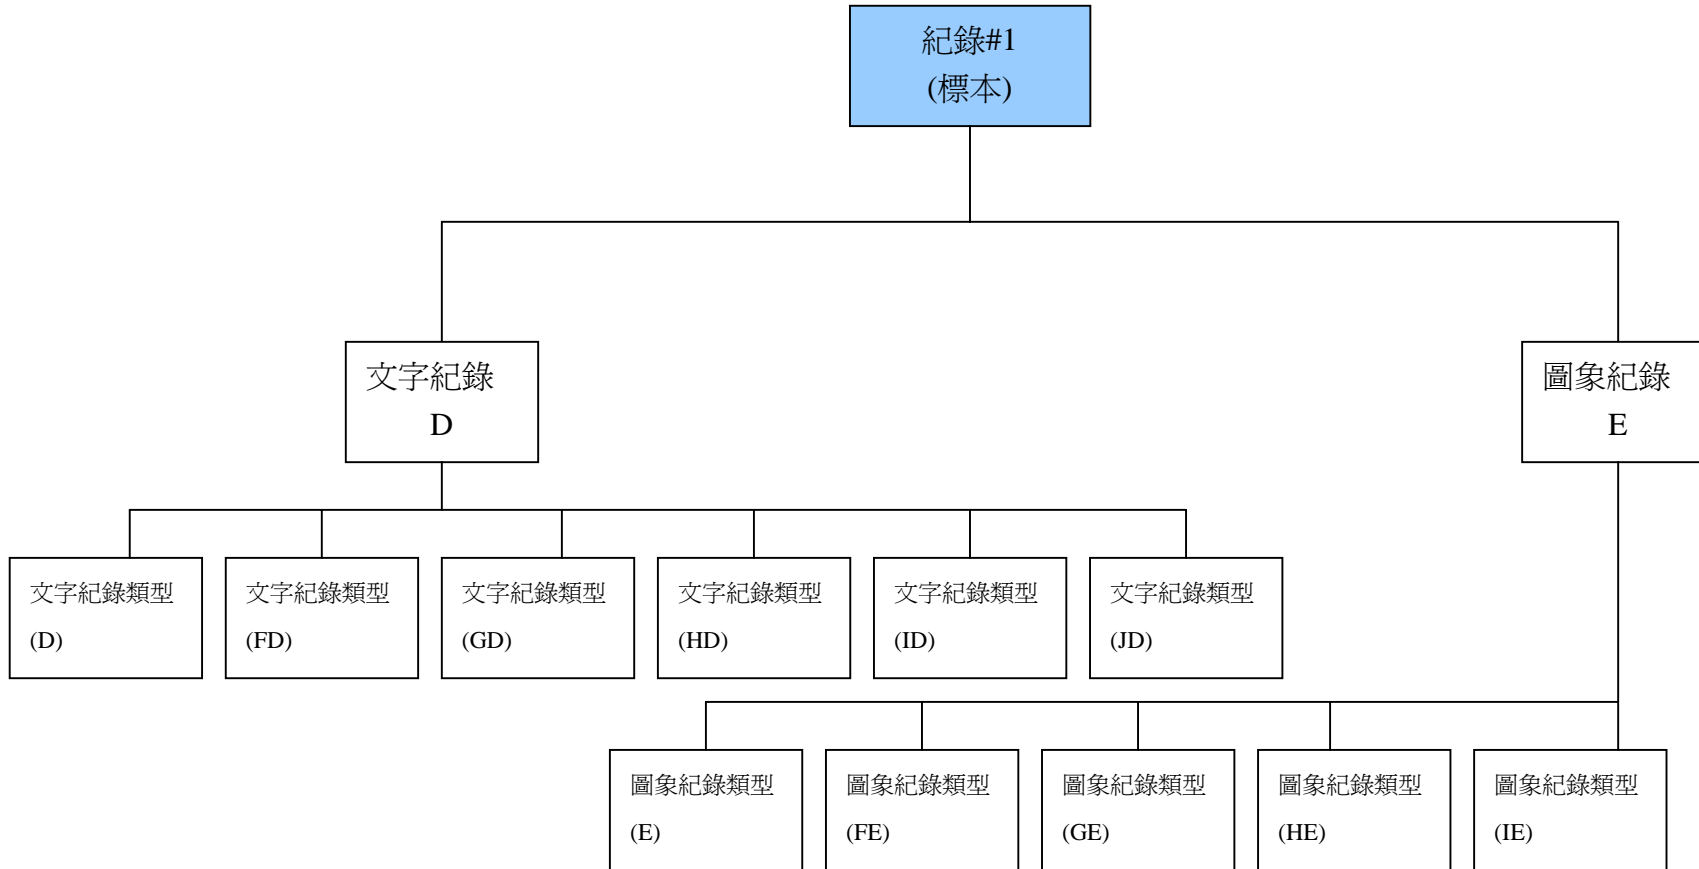 紀錄#1
(標本)
文字紀錄
D
圖象紀錄
E
文字紀錄類型
(D)
文字紀錄類型
(FD)
文字紀錄類型
(GD)
文字紀錄類型
(HD)
文字紀錄類型
(ID)
文字紀錄類型
(JD)
圖象紀錄類型
(E)
圖象紀錄類型
(FE)
圖象紀錄類型
(GE)
圖象紀錄類型
(HE)
圖象紀錄類型
(IE)